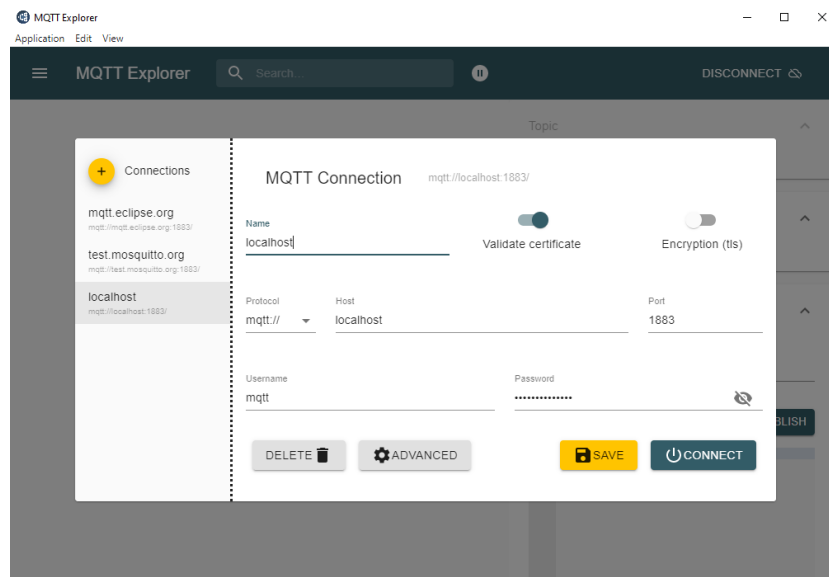 MQTT Explorer
Application Edit View
MQTT Explorer Search... DISCONNECT
Topic
+ Connections
MQTT Connection mqtt://localhost:1883/
mqtt.eclipse.org
mqtt://mqtt.eclipse.org:1883/
Name
localhost
Validate certificate Encryption (tls)
test.mosquitto.org
mqtt://test.mosquitto.org:1883/
localhost
mqtt://localhost:1883/
Protocol Host Port
mqtt:// localhost 1883
Username Password
mqtt ••••••••••••••
BLISH
DELETE ADVANCED SAVE CONNECT